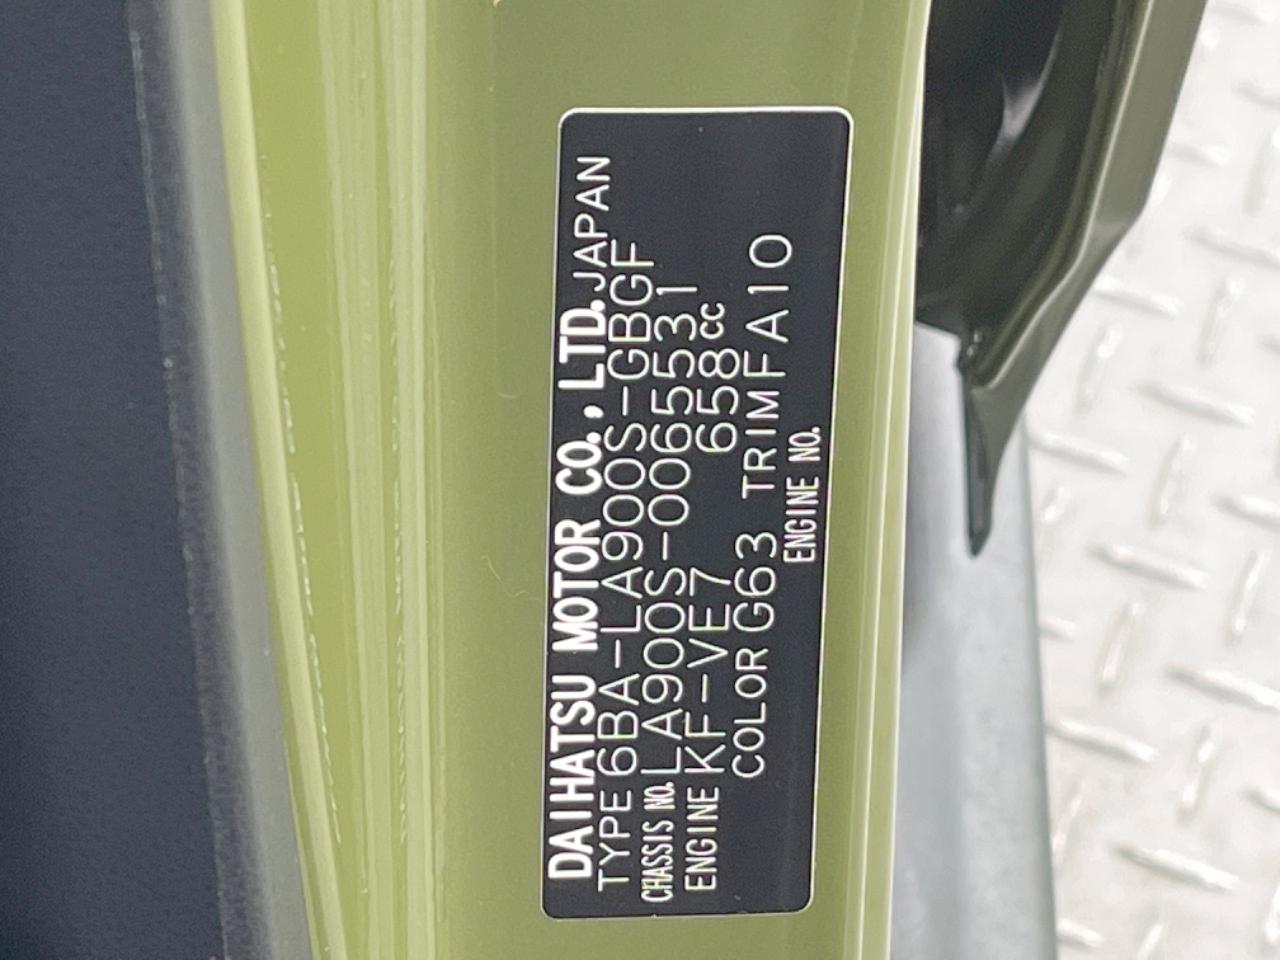 DAIHATSU MOTOR CO., LTD. JAPAN
TYPE 6BA-LA900S-GBGF
CHASSIS NO. LA900S-0065531
ENGINE KF-VE7 658cc
COLOR G63 TRIM FA10
ENGINE NO.